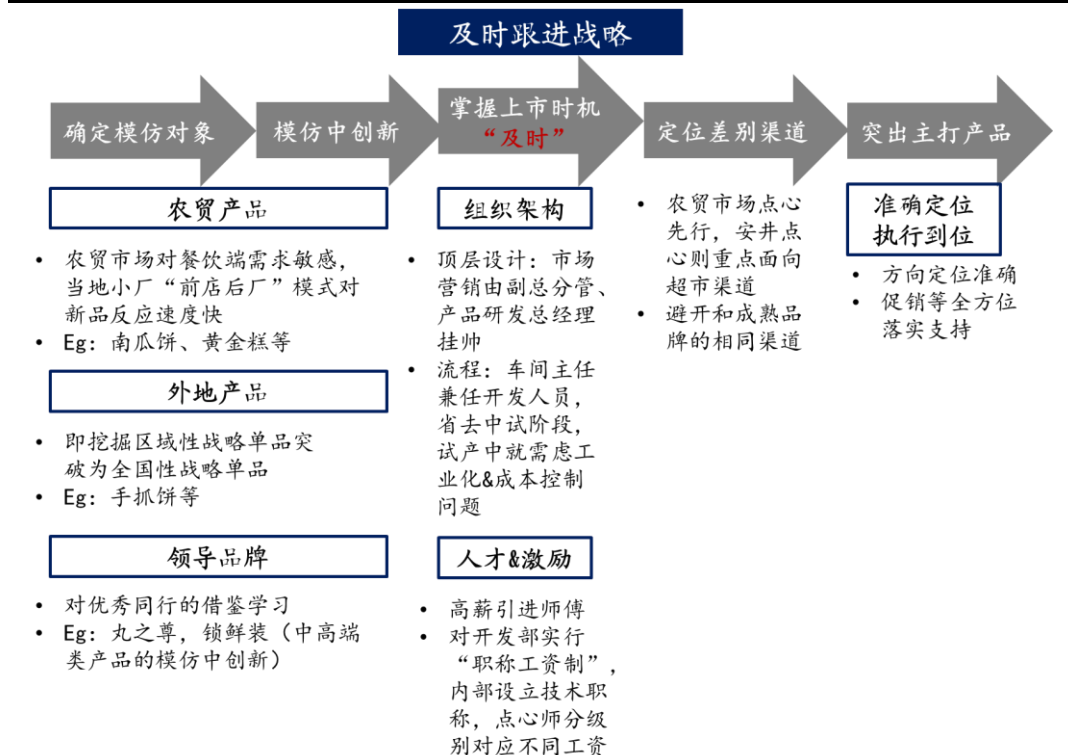 及时跟进战略
确定模仿对象
模仿中创新
掌握上市时机
“及时”
定位差别渠道
突出主打产品
农贸产品
• 农贸市场对餐饮端需求敏感，
当地小厂“前店后厂”模式对
新品反应速度快
• Eg：南瓜饼、黄金糕等
外地产品
• 即挖掘区域性战略单品突
破为全国性战略单品
• Eg：手抓饼等
领导品牌
• 对优秀同行的借鉴学习
• Eg：丸之尊，锁鲜装（中高端
类产品的模仿中创新）
组织架构
• 顶层设计：市场
营销由副总分管、
产品研发总经理
挂帅
• 流程：车间主任
兼任开发人员，
省去中试阶段，
试产中就需虑工
业化&成本控制
问题
人才&激励
• 高薪引进师傅
• 对开发部实行
“职称工资制”，
内部设立技术职
称，点心师分级
别对应不同工资
• 农贸市场点心
先行，安井点
心则重点面向
超市渠道
• 避开和成熟品
牌的相同渠道
准确定位
执行到位
• 方向定位准确
• 促销等全方位
落实支持